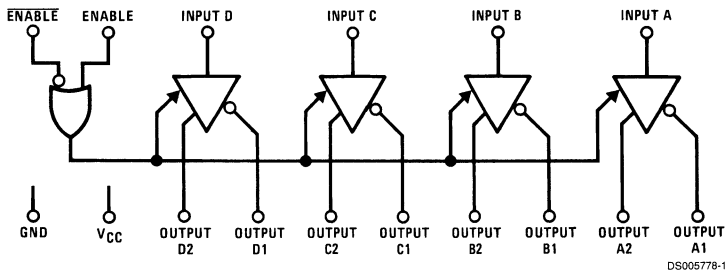 E̅N̅A̅B̅L̅E̅ ENABLE INPUT D INPUT C INPUT B INPUT A
GND VCC OUTPUT D2 OUTPUT D1 OUTPUT C2 OUTPUT C1 OUTPUT B2 OUTPUT B1 OUTPUT A2 OUTPUT A1
DS005778-1